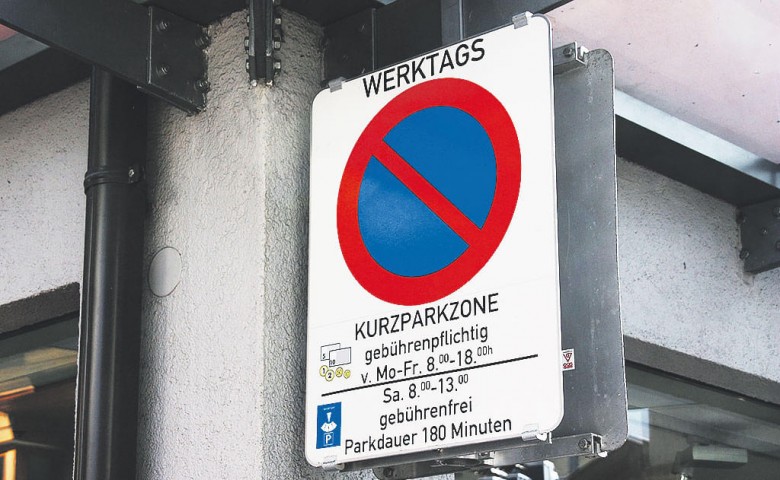 WERKTAGS
KURZPARKZONE
gebührenpflichtig
v. Mo-Fr. 8.00-18.00h
Sa. 8.00-13.00
gebührenfrei
Parkdauer 180 Minuten
P